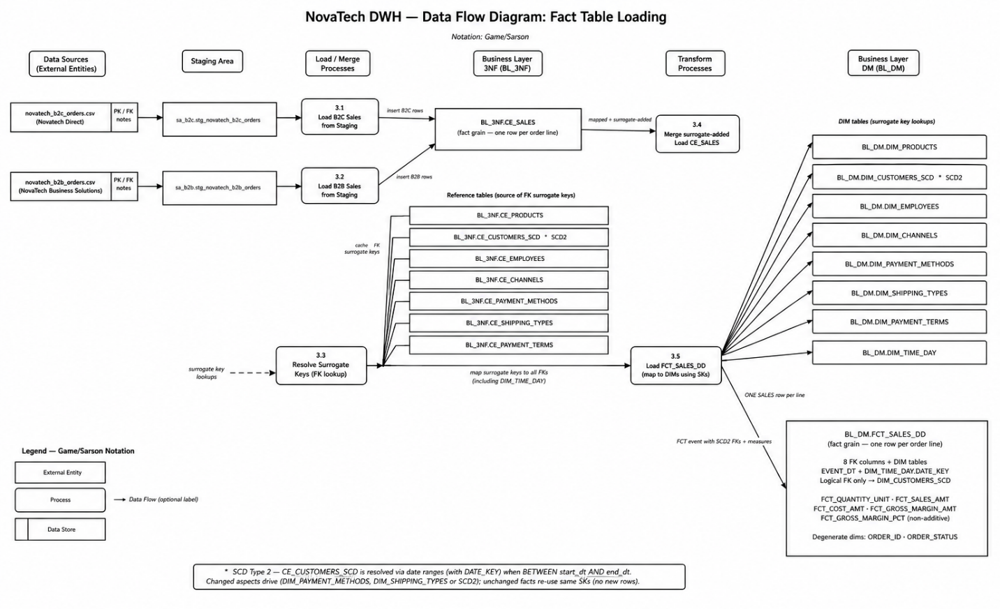 NovaTech DWH — Data Flow Diagram: Fact Table Loading
Notation: Game/Sarson
Data Sources
(External Entities)
Staging Area
Load / Merge
Processes
Business Layer
3NF (BL_3NF)
Transform
Processes
Business Layer
DM (BL_DM)
novatech_b2c_orders.csv
(Novatech Direct)
PK / FK
notes
sa_b2c.stg_novatech_b2c_orders
3.1
Load B2C Sales
from Staging
insert B2C rows
BL_3NF.CE_SALES
(fact grain — one row per order line)
mapped + surrogate-added
3.4
Merge surrogate-added
Load CE_SALES
novatech_b2b_orders.csv
(NovaTech Business Solutions)
PK / FK
notes
sa_b2b.stg_novatech_b2b_orders
3.2
Load B2B Sales
from Staging
insert B2B rows
Reference tables (source of FK surrogate keys)
BL_3NF.CE_PRODUCTS
BL_3NF.CE_CUSTOMERS_SCD * SCD2
BL_3NF.CE_EMPLOYEES
BL_3NF.CE_CHANNELS
BL_3NF.CE_PAYMENT_METHODS
BL_3NF.CE_SHIPPING_TYPES
BL_3NF.CE_PAYMENT_TERMS
cache FK
surrogate keys
surrogate key
lookups
3.3
Resolve Surrogate
Keys (FK lookup)
map surrogate keys to all FKs
(including DIM_TIME_DAY)
3.5
Load FCT_SALES_DD
(map to DIMs using SKs)
DIM tables (surrogate key lookups)
BL_DM.DIM_PRODUCTS
BL_DM.DIM_CUSTOMERS_SCD * SCD2
BL_DM.DIM_EMPLOYEES
BL_DM.DIM_CHANNELS
BL_DM.DIM_PAYMENT_METHODS
BL_DM.DIM_SHIPPING_TYPES
BL_DM.DIM_PAYMENT_TERMS
BL_DM.DIM_TIME_DAY
ONE SALES row per line
FCT event with SCD2 FKs + measures
BL_DM.FCT_SALES_DD
(fact grain — one row per order line)
8 FK columns + DIM tables
EVENT_DT + DIM_TIME_DAY.DATE_KEY
Logical FK only → DIM_CUSTOMERS_SCD
FCT_QUANTITY_UNIT · FCT_SALES_AMT
FCT_COST_AMT · FCT_GROSS_MARGIN_AMT
FCT_GROSS_MARGIN_PCT (non-additive)
Degenerate dims: ORDER_ID · ORDER_STATUS
Legend — Game/Sarson Notation
External Entity
Process
Data Flow (optional label)
Data Store
* SCD Type 2 — CE_CUSTOMERS_SCD is resolved via date ranges (with DATE_KEY) when BETWEEN start_dt AND end_dt.
Changed aspects drive (DIM_PAYMENT_METHODS, DIM_SHIPPING_TYPES or SCD2); unchanged facts re-use same SKs (no new rows).